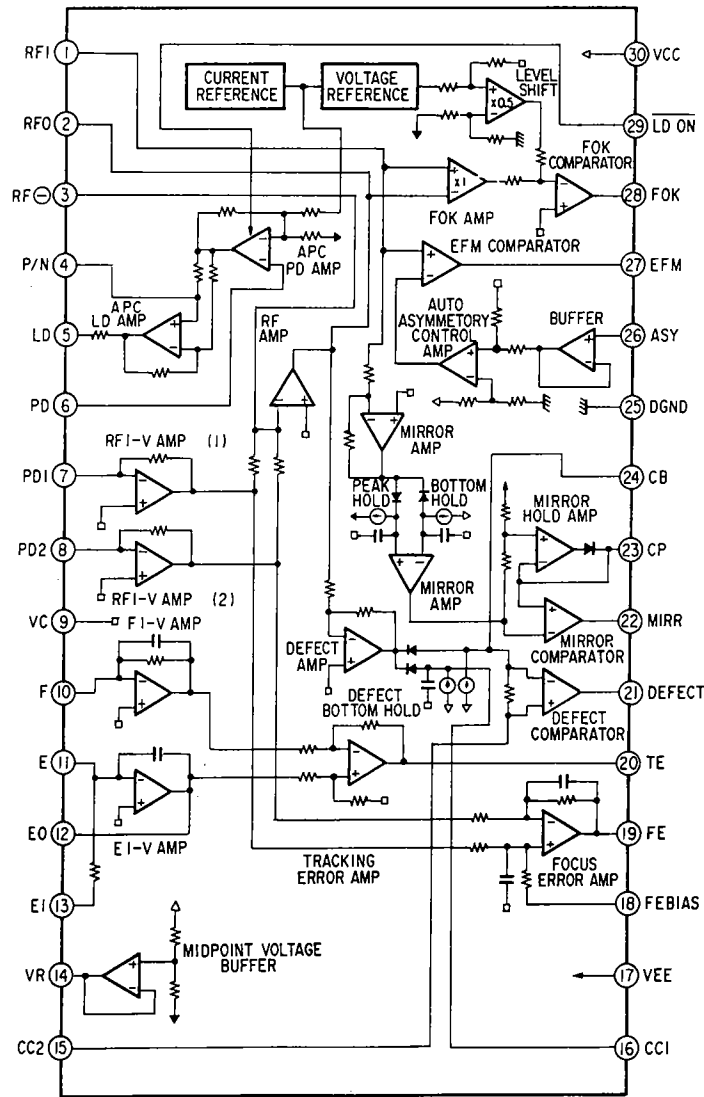 RFI 1
RFO 2
RF⊖ 3
P/N 4
LD 5
PD 6
PD1 7
PD2 8
VC 9
F 10
E 11
EO 12
EI 13
VR 14
CC2 15
30 VCC
29 LD ON
28 FOK
27 EFM
26 ASY
25 DGND
24 CB
23 CP
22 MIRR
21 DEFECT
20 TE
19 FE
18 FEBIAS
17 VEE
16 CC1
CURRENT
REFERENCE
VOLTAGE
REFERENCE
LEVEL
SHIFT
+
×0.5
−
FOK
COMPARATOR
− +
+
×1
−
FOK AMP
EFM COMPARATOR
+ −
− −
APC
PD AMP
APC
AMP
LD
+ −
RF
AMP
− +
AUTO
ASYMMETORY
CONTROL
AMP
+ −
BUFFER
+ −
− +
MIRROR
AMP
PEAK
HOLD
BOTTOM
HOLD
+ −
MIRROR
AMP
MIRROR
HOLD AMP
+ −
+ −
MIRROR
COMPARATOR
RFI-V AMP (1)
− +
− +
RFI-V AMP (2)
FI-V AMP
− +
− +
EI-V AMP
DEFECT
AMP
− +
DEFECT
BOTTOM HOLD
− +
DEFECT
COMPARATOR
− +
TRACKING
ERROR AMP
− +
FOCUS
ERROR AMP
MIDPOINT VOLTAGE
BUFFER
+ −